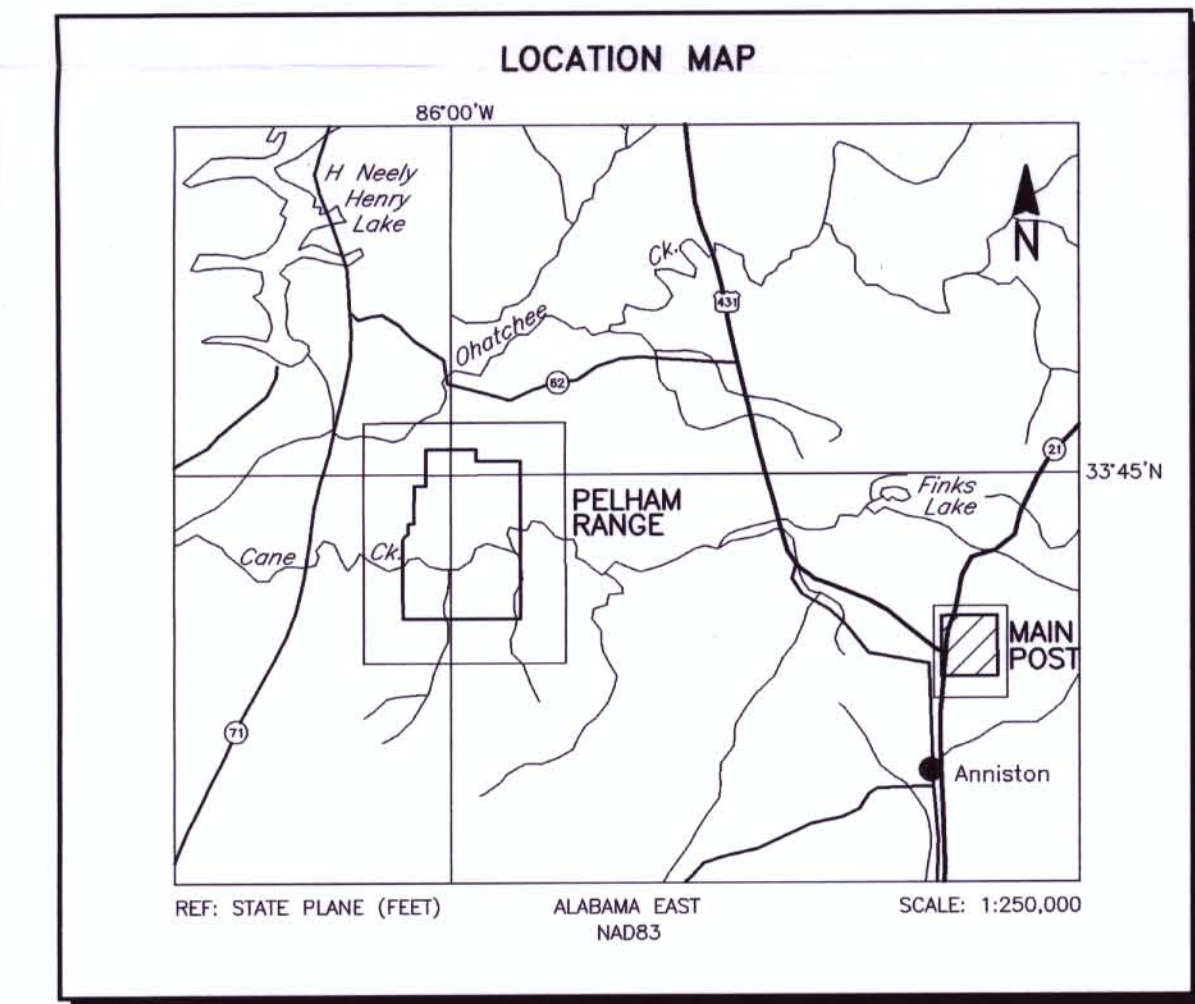 LOCATION MAP
86°00'W
H Neely
Henry
Lake
N
Ck.
431
Ohatchee
62
21
33°45'N
Finks
Lake
PELHAM
RANGE
Cane Ck.
MAIN
POST
71
Anniston
REF: STATE PLANE (FEET)
ALABAMA EAST
NAD83
SCALE: 1:250,000